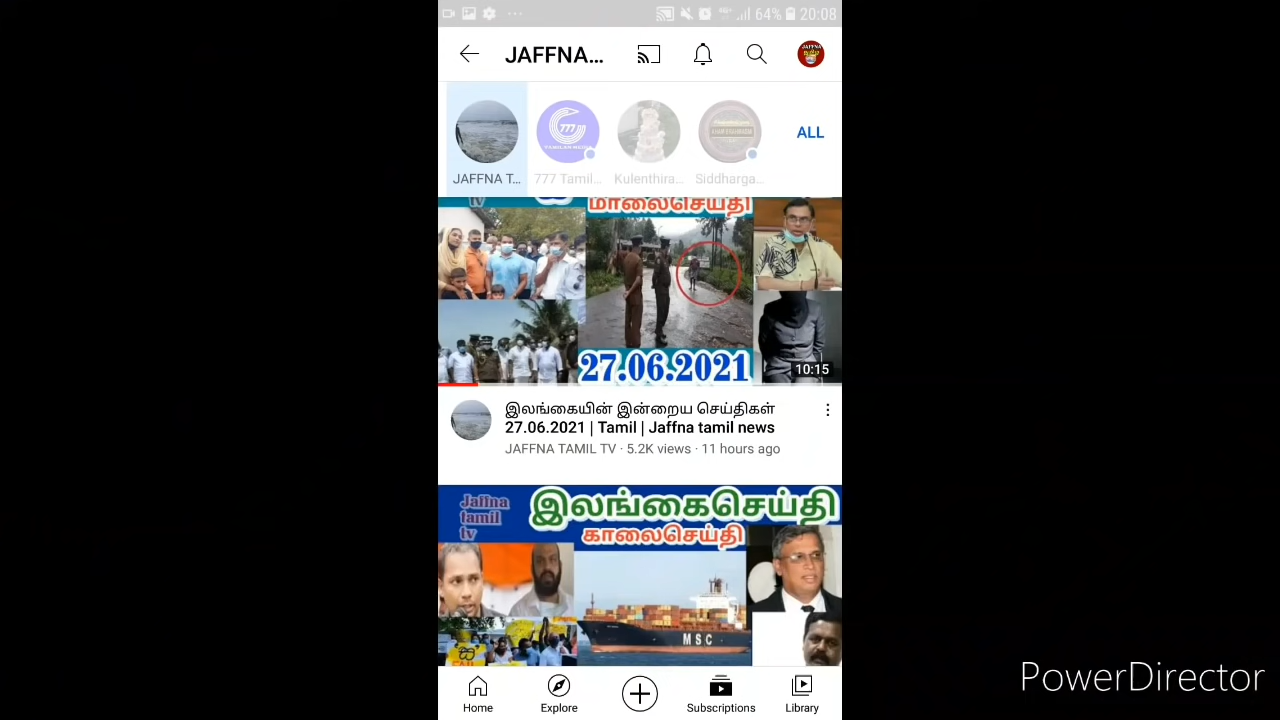 64% 20:08
JAFFNA...
ALL
JAFFNA T...
777 Tamil...
Kulenthira...
Siddharga...
777
tv
மாலைசெய்தி
27.06.2021
10:15
இலங்கையின் இன்றைய செய்திகள்
27.06.2021 | Tamil | Jaffna tamil news
JAFFNA TAMIL TV · 5.2K views · 11 hours ago
Jaffna
tamil
tv
இலங்கைசெய்தி
காலைசெய்தி
MSC
Home
Explore
Subscriptions
Library
PowerDirector